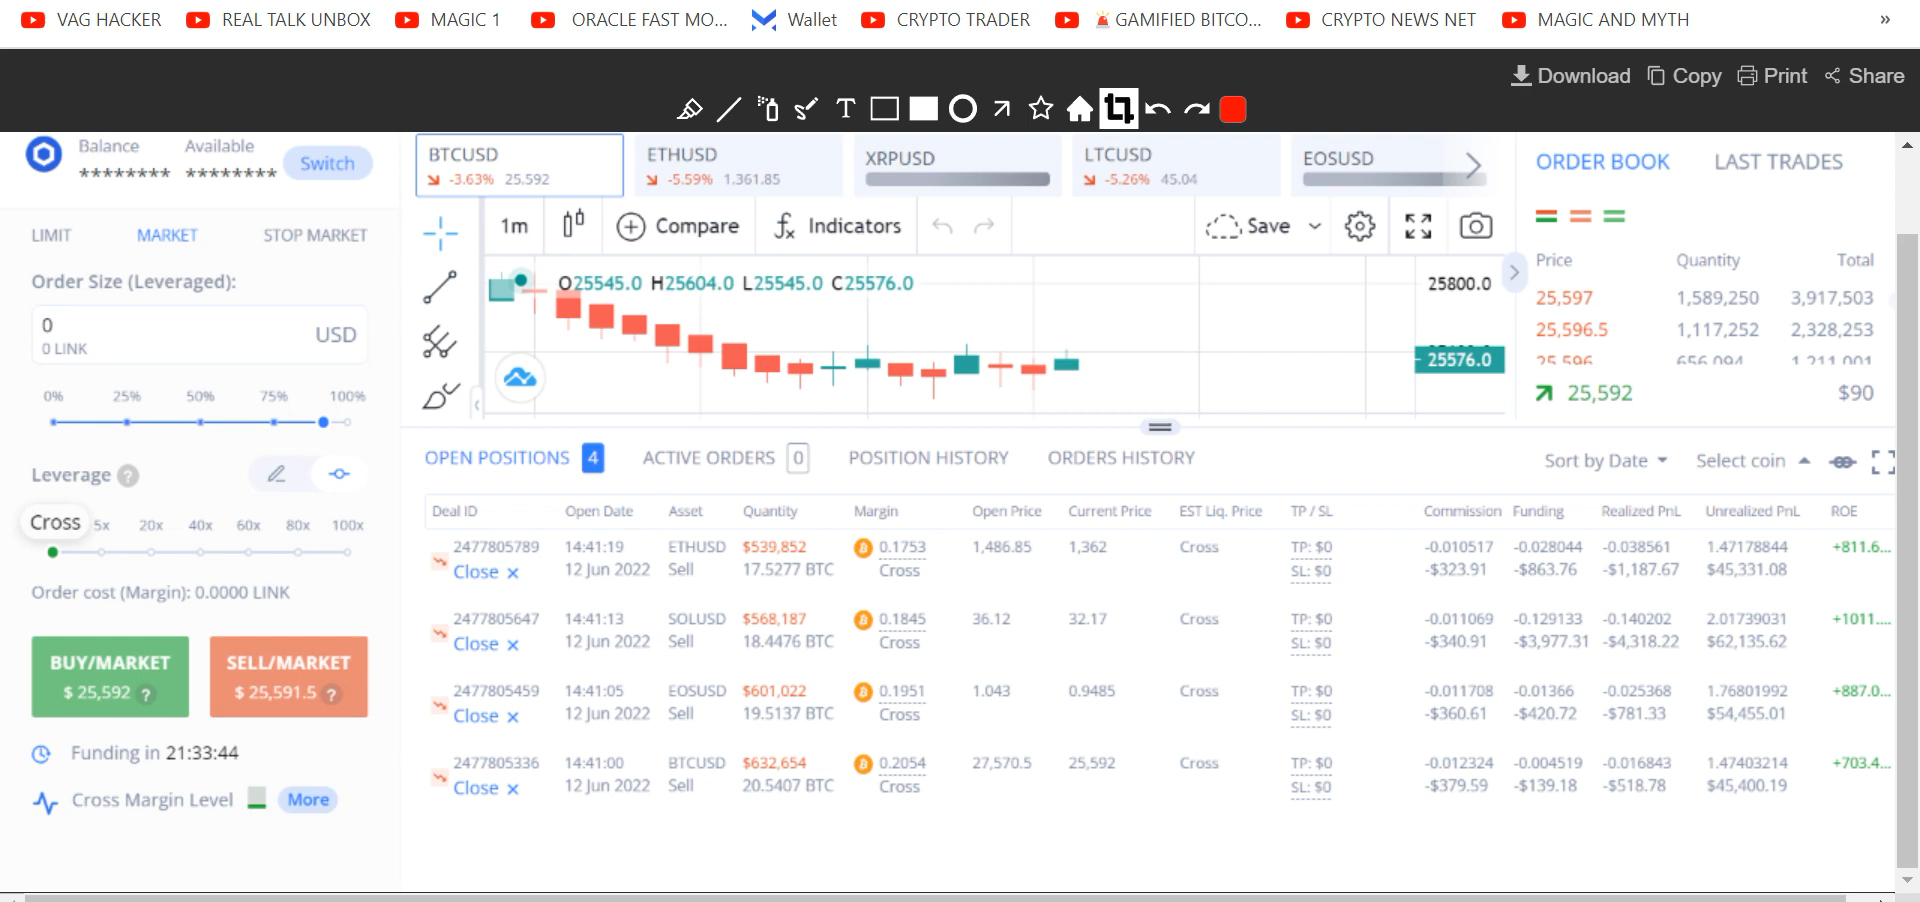 VAG HACKER REAL TALK UNBOX MAGIC 1 ORACLE FAST MO... Wallet CRYPTO TRADER GAMIFIED BITCO... CRYPTO NEWS NET MAGIC AND MYTH »
Download Copy Print Share
T
Balance Available
******** ******** Switch
LIMIT MARKET STOP MARKET
Order Size (Leveraged):
0
0 LINK
USD
0% 25% 50% 75% 100%
Leverage ?
Cross 5x 20x 40x 60x 80x 100x
Order cost (Margin): 0.0000 LINK
BUY/MARKET
$ 25,592 ?
SELL/MARKET
$ 25,591.5 ?
Funding in 21:33:44
Cross Margin Level More
BTCUSD
-3.63% 25.592
ETHUSD
-5.59% 1.361.85
XRPUSD
LTCUSD
-5.26% 45.04
EOSUSD
1m Compare fx Indicators Save
O25545.0 H25604.0 L25545.0 C25576.0
25800.0
25576.0
ORDER BOOK LAST TRADES
Price Quantity Total
25,597 1,589,250 3,917,503
25,596.5 1,117,252 2,328,253
25,596 656,094 1,211,001
25,592 $90
OPEN POSITIONS 4 ACTIVE ORDERS 0 POSITION HISTORY ORDERS HISTORY Sort by Date Select coin
Deal ID Open Date Asset Quantity Margin Open Price Current Price EST Liq. Price TP / SL Commission Funding Realized PnL Unrealized PnL ROE
2477805789 14:41:19 ETHUSD $539,852 0.1753 1,486.85 1,362 Cross TP: $0 -0.010517 -0.028044 -0.038561 1.47178844 +811.6...
Close × 12 Jun 2022 Sell 17.5277 BTC Cross SL: $0 -$323.91 -$863.76 -$1,187.67 $45,331.08
2477805647 14:41:13 SOLUSD $568,187 0.1845 36.12 32.17 Cross TP: $0 -0.011069 -0.129133 -0.140202 2.01739031 +1011....
Close × 12 Jun 2022 Sell 18.4476 BTC Cross SL: $0 -$340.91 -$3,977.31 -$4,318.22 $62,135.62
2477805459 14:41:05 EOSUSD $601,022 0.1951 1.043 0.9485 Cross TP: $0 -0.011708 -0.01366 -0.025368 1.76801992 +887.0...
Close × 12 Jun 2022 Sell 19.5137 BTC Cross SL: $0 -$360.61 -$420.72 -$781.33 $54,455.01
2477805336 14:41:00 BTCUSD $632,654 0.2054 27,570.5 25,592 Cross TP: $0 -0.012324 -0.004519 -0.016843 1.47403214 +703.4...
Close × 12 Jun 2022 Sell 20.5407 BTC Cross SL: $0 -$379.59 -$139.18 -$518.78 $45,400.19